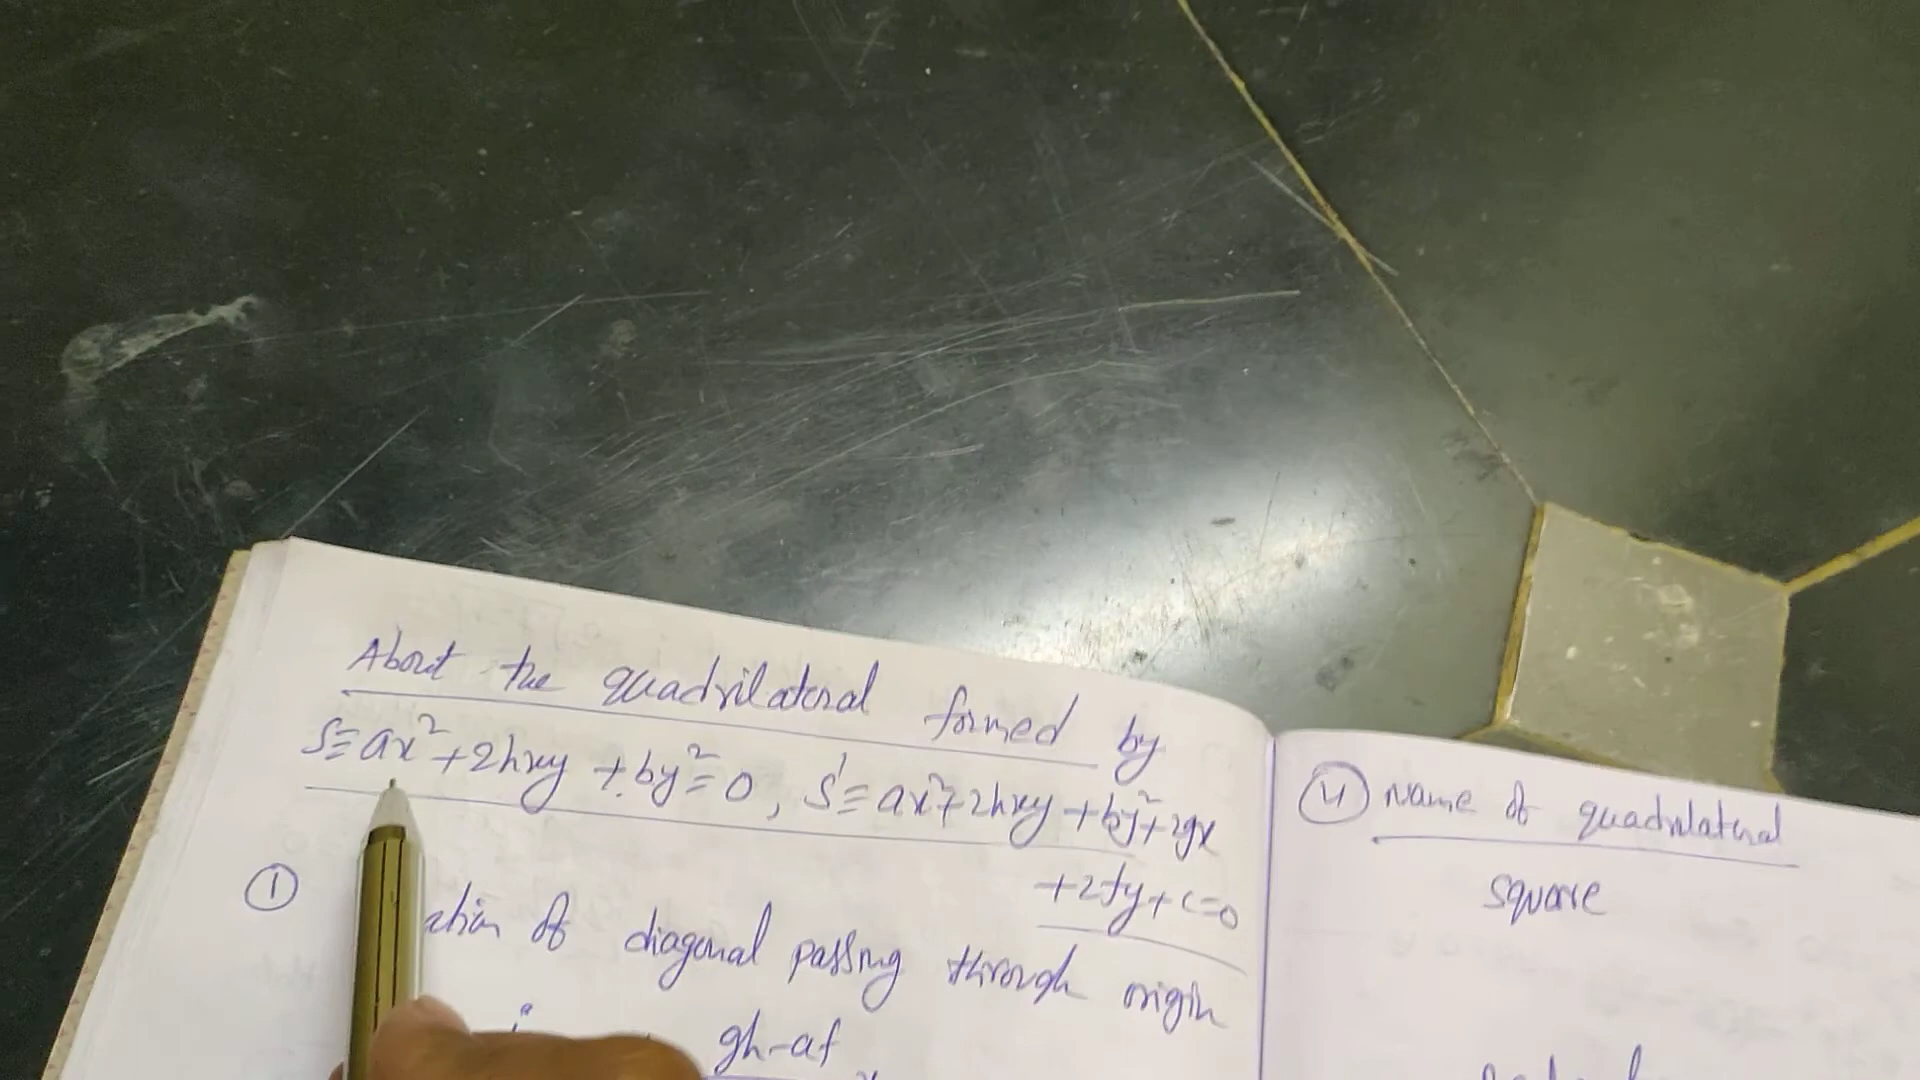 About the quadrilateral formed by
S≡ax²+2hxy+by²=0, S'≡ax²+2hxy+by²+2gx
+2fy+c=0
① of diagonal passing through origin
gh-af
④ Name of quadrilateral
square